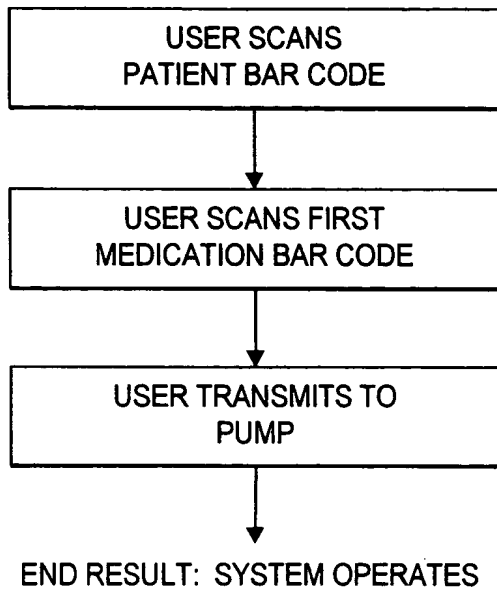 USER SCANS
PATIENT BAR CODE
USER SCANS FIRST
MEDICATION BAR CODE
USER TRANSMITS TO
PUMP
END RESULT: SYSTEM OPERATES